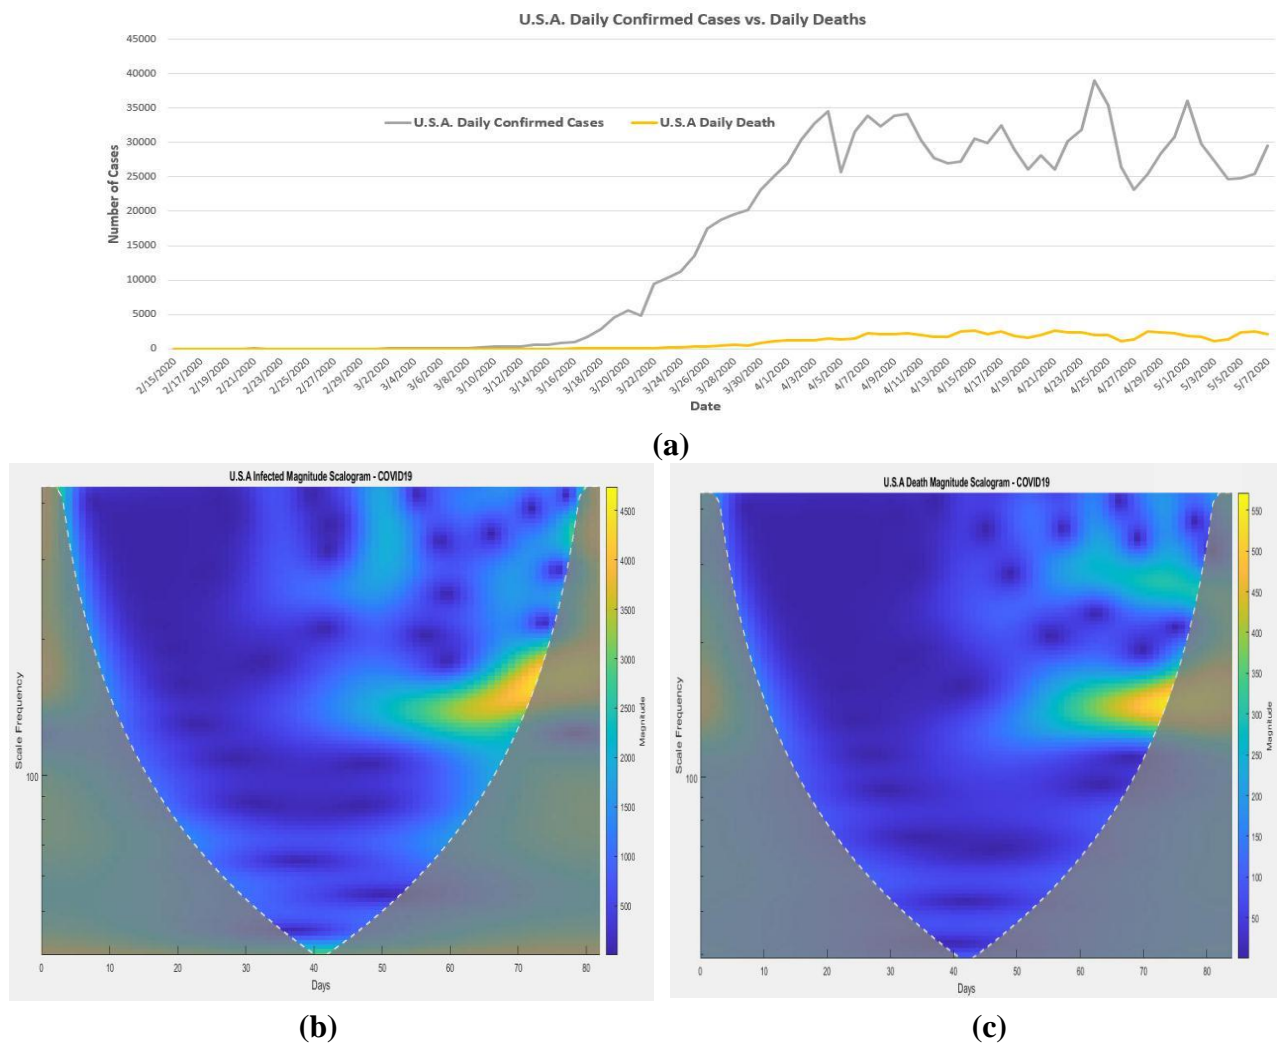 U.S.A. Daily Confirmed Cases vs. Daily Deaths
45000
40000
35000
30000
25000
20000
15000
10000
5000
0
Number of Cases
U.S.A. Daily Confirmed Cases U.S.A Daily Death
2/15/2020 2/17/2020 2/19/2020 2/21/2020 2/23/2020 2/25/2020 2/27/2020 2/29/2020 3/2/2020 3/4/2020 3/6/2020 3/8/2020 3/10/2020 3/12/2020 3/14/2020 3/16/2020 3/18/2020 3/20/2020 3/22/2020 3/24/2020 3/26/2020 3/28/2020 3/30/2020 4/1/2020 4/3/2020 4/5/2020 4/7/2020 4/9/2020 4/11/2020 4/13/2020 4/15/2020 4/17/2020 4/19/2020 4/21/2020 4/23/2020 4/25/2020 4/27/2020 4/29/2020 5/1/2020 5/3/2020 5/5/2020 5/7/2020
Date
(a)
U.S.A Infected Magnitude Scalogram - COVID19
Scale Frequency
100
0 10 20 30 40 50 60 70 80
Days
4500
4000
3500
3000
2500
2000
1500
1000
500
Magnitude
(b)
U.S.A Death Magnitude Scalogram - COVID19
Scale Frequency
100
0 10 20 30 40 50 60 70 80
Days
550
500
450
400
350
300
250
200
150
100
50
Magnitude
(c)